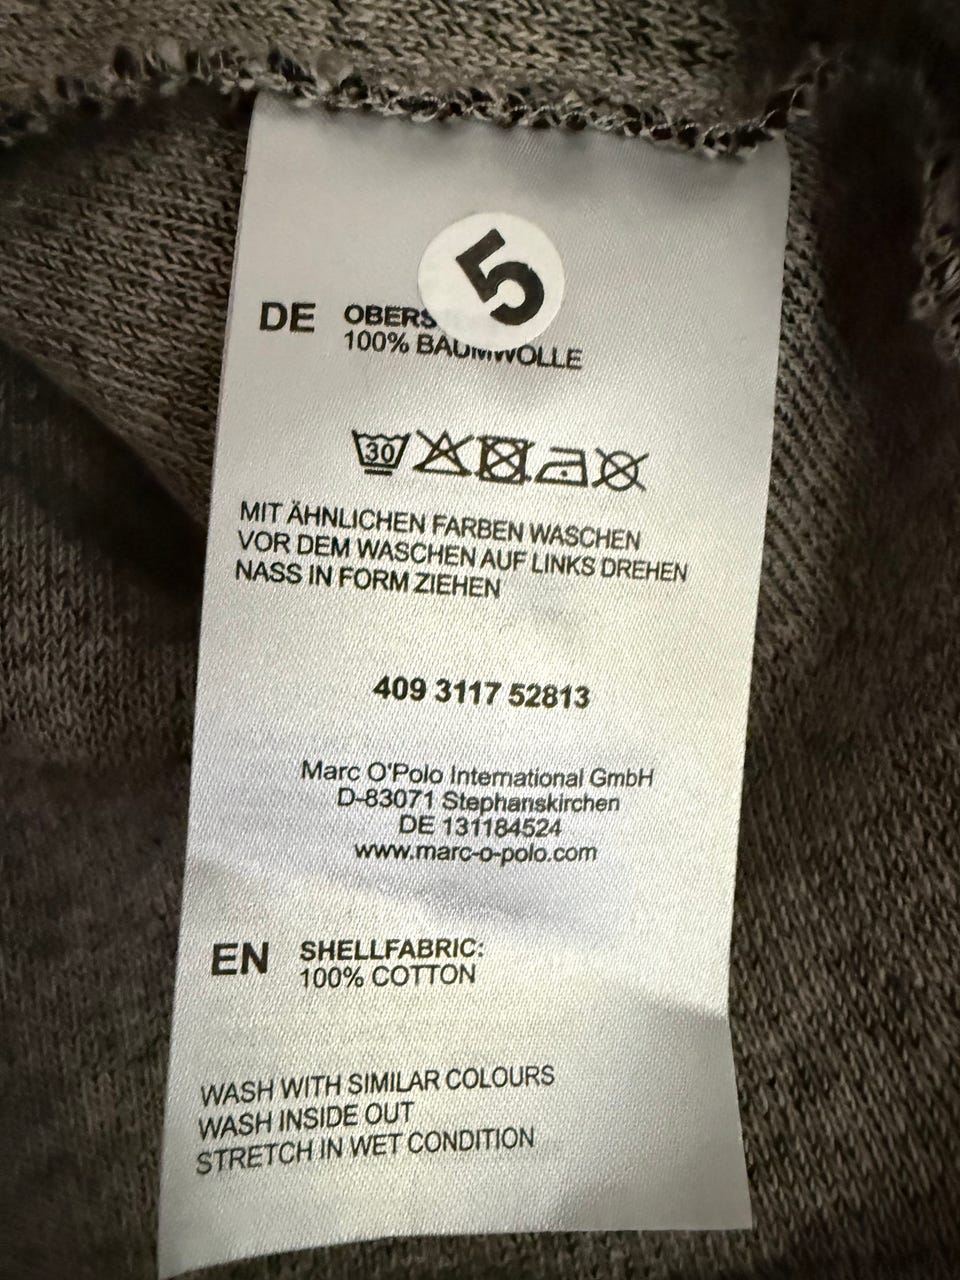 5
DE OBERS
100% BAUMWOLLE
30
MIT ÄHNLICHEN FARBEN WASCHEN
VOR DEM WASCHEN AUF LINKS DREHEN
NASS IN FORM ZIEHEN
409 3117 52813
Marc O'Polo International GmbH
D-83071 Stephanskirchen
DE 131184524
www.marc-o-polo.com
EN SHELLFABRIC:
100% COTTON
WASH WITH SIMILAR COLOURS
WASH INSIDE OUT
STRETCH IN WET CONDITION